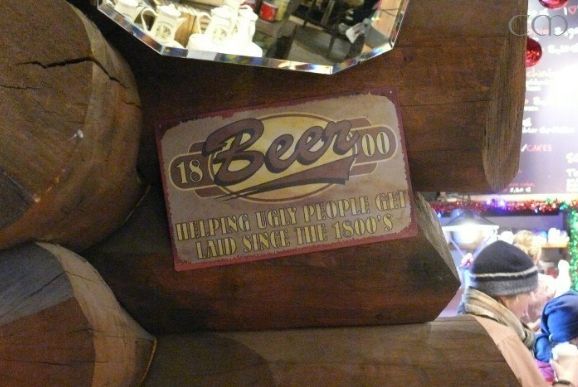 18 Beer 00
HELPING UGLY PEOPLE GET
LAID SINCE THE 1800'S